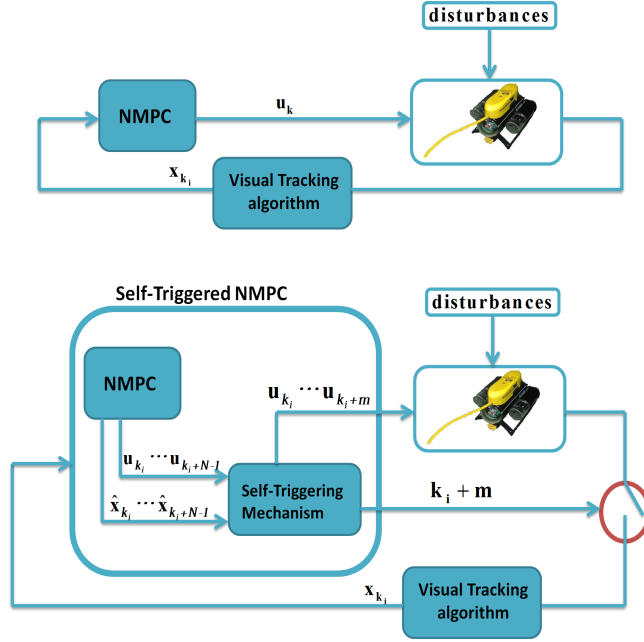 disturbances
NMPC
u_k
x_{k_i}
Visual Tracking
algorithm
Self-Triggered NMPC
disturbances
NMPC
u_{k_i} ⋯ u_{k_i+m}
u_{k_i} ⋯ u_{k_i+N-1}
x̂_{k_i} ⋯ x̂_{k_i+N-1}
Self-Triggering
Mechanism
k_i + m
x_{k_i}
Visual Tracking
algorithm